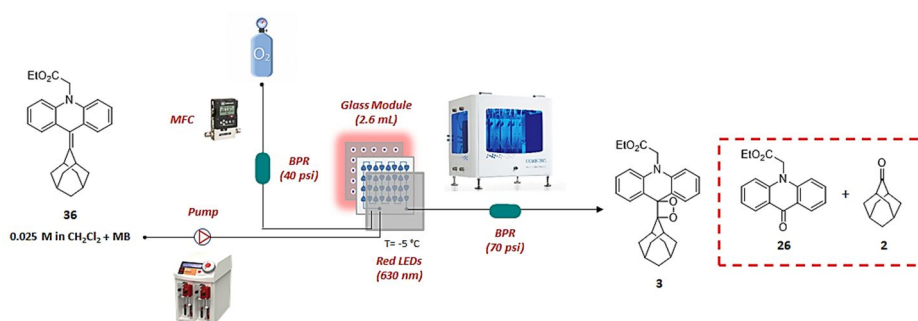 O2
EtO2C
N
36
0.025 M in CH2Cl2 + MB
MFC
BPR
(40 psi)
Pump
Glass Module
(2.6 mL)
T= -5 °C
Red LEDs
(630 nm)
BPR
(70 psi)
EtO2C
N
O
O
3
EtO2C
N
O
26
+
O
2